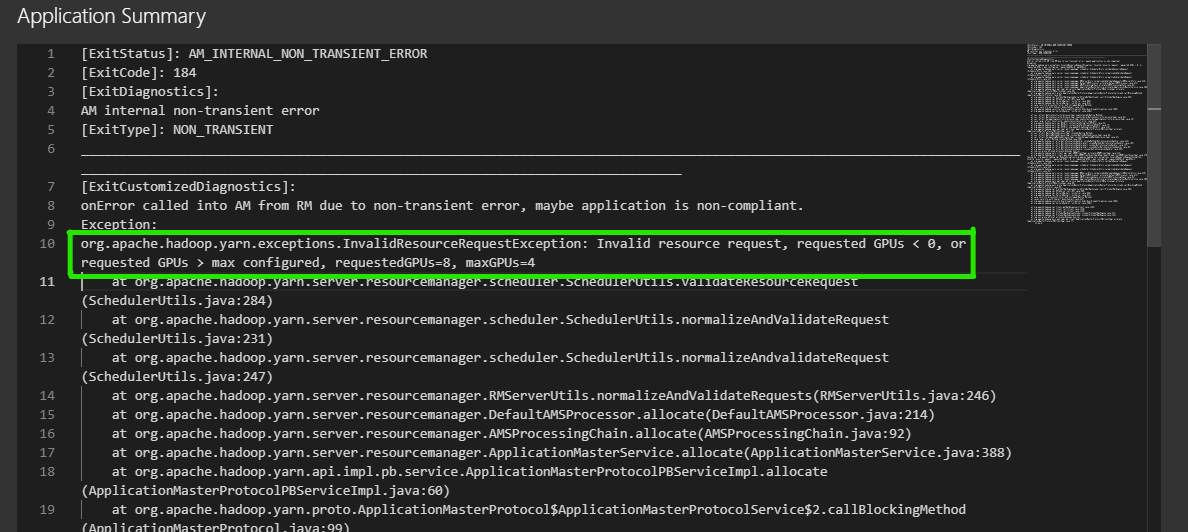 Application Summary
1 [ExitStatus]: AM_INTERNAL_NON_TRANSIENT_ERROR
2 [ExitCode]: 184
3 [ExitDiagnostics]:
4 AM internal non-transient error
5 [ExitType]: NON_TRANSIENT
6
7 [ExitCustomizedDiagnostics]:
8 onError called into AM from RM due to non-transient error, maybe application is non-compliant.
9 Exception:
10 org.apache.hadoop.yarn.exceptions.InvalidResourceRequestException: Invalid resource request, requested GPUs < 0, or
requested GPUs > max configured, requestedGPUs=8, maxGPUs=4
11 at org.apache.hadoop.yarn.server.resourcemanager.scheduler.SchedulerUtils.validateResourceRequest
(SchedulerUtils.java:284)
12 at org.apache.hadoop.yarn.server.resourcemanager.scheduler.SchedulerUtils.normalizeAndValidateRequest
(SchedulerUtils.java:231)
13 at org.apache.hadoop.yarn.server.resourcemanager.scheduler.SchedulerUtils.normalizeAndvalidateRequest
(SchedulerUtils.java:247)
14 at org.apache.hadoop.yarn.server.resourcemanager.RMServerUtils.normalizeAndValidateRequests(RMServerUtils.java:246)
15 at org.apache.hadoop.yarn.server.resourcemanager.DefaultAMSProcessor.allocate(DefaultAMSProcessor.java:214)
16 at org.apache.hadoop.yarn.server.resourcemanager.AMSProcessingChain.allocate(AMSProcessingChain.java:92)
17 at org.apache.hadoop.yarn.server.resourcemanager.ApplicationMasterService.allocate(ApplicationMasterService.java:388)
18 at org.apache.hadoop.yarn.api.impl.pb.service.ApplicationMasterProtocolPBServiceImpl.allocate
(ApplicationMasterProtocolPBServiceImpl.java:60)
19 at org.apache.hadoop.yarn.proto.ApplicationMasterProtocol$ApplicationMasterProtocolService$2.callBlockingMethod
(ApplicationMasterProtocol.java:99)